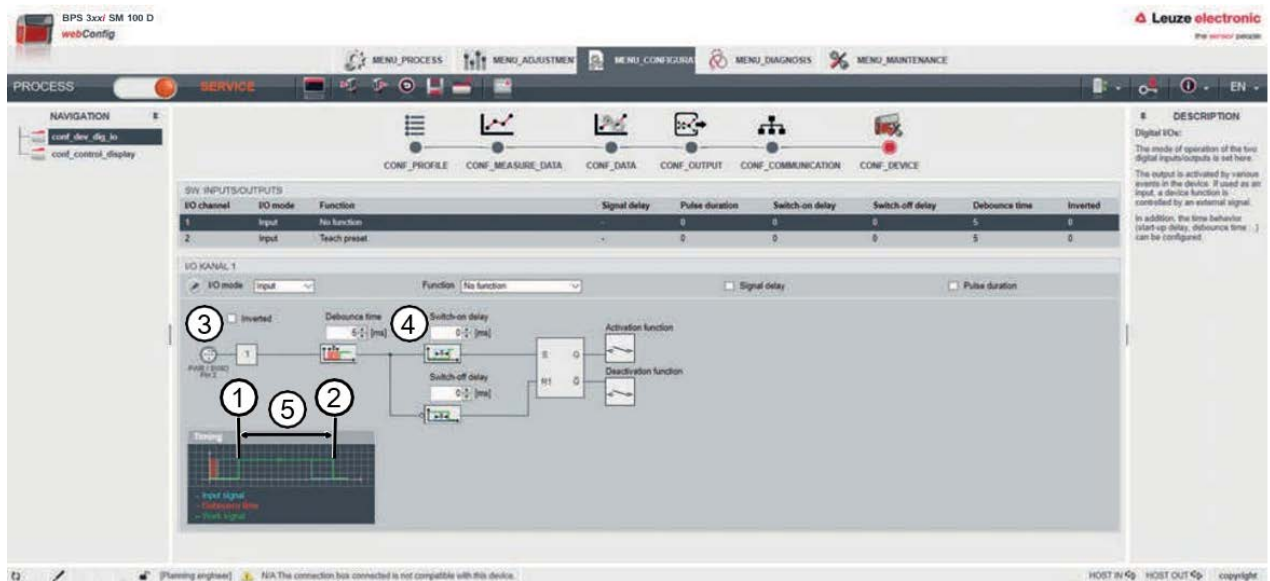 BPS 3xxi SM 100 D
webConfig
Leuze electronic
the sensor people
MENU_PROCESS
MENU_ADJUSTMEN
MENU_CONFIGURA
MENU_DIAGNOSIS
MENU_MAINTENANCE
PROCESS
SERVICE
EN
NAVIGATION
conf_dev_dig_io
conf_control_display
CONF_PROFILE
CONF_MEASURE_DATA
CONF_DATA
CONF_OUTPUT
CONF_COMMUNICATION
CONF_DEVICE
SW. INPUTS/OUTPUTS
I/O channel I/O mode Function Signal delay Pulse duration Switch-on delay Switch-off delay Debounce time Inverted
1 Input No function - 0 0 0 5 0
2 Input Teach preset - 0 0 0 5 0
I/O KANAL 1
I/O mode Input Function No function Signal delay Pulse duration
3 Inverted
Debounce time
5 [ms]
4 Switch-on delay
0 [ms]
Activation function
1
S Q
PWR / SWIO
Pin 2
Switch-off delay
0 [ms]
R1 Q̅
Deactivation function
1 5 2
Timing
- Input signal
- Debounce time
- Work signal
DESCRIPTION
Digital I/Os:
The mode of operation of the two
digital inputs/outputs is set here.
The output is activated by various
events in the device. If used as an
input, a device function is
controlled by an external signal.
In addition, the time behavior
(start-up delay, debounce time ...)
can be configured.
[Planning engineer]
N/A The connection box connected is not compatible with this device.
HOST IN
HOST OUT
copyright